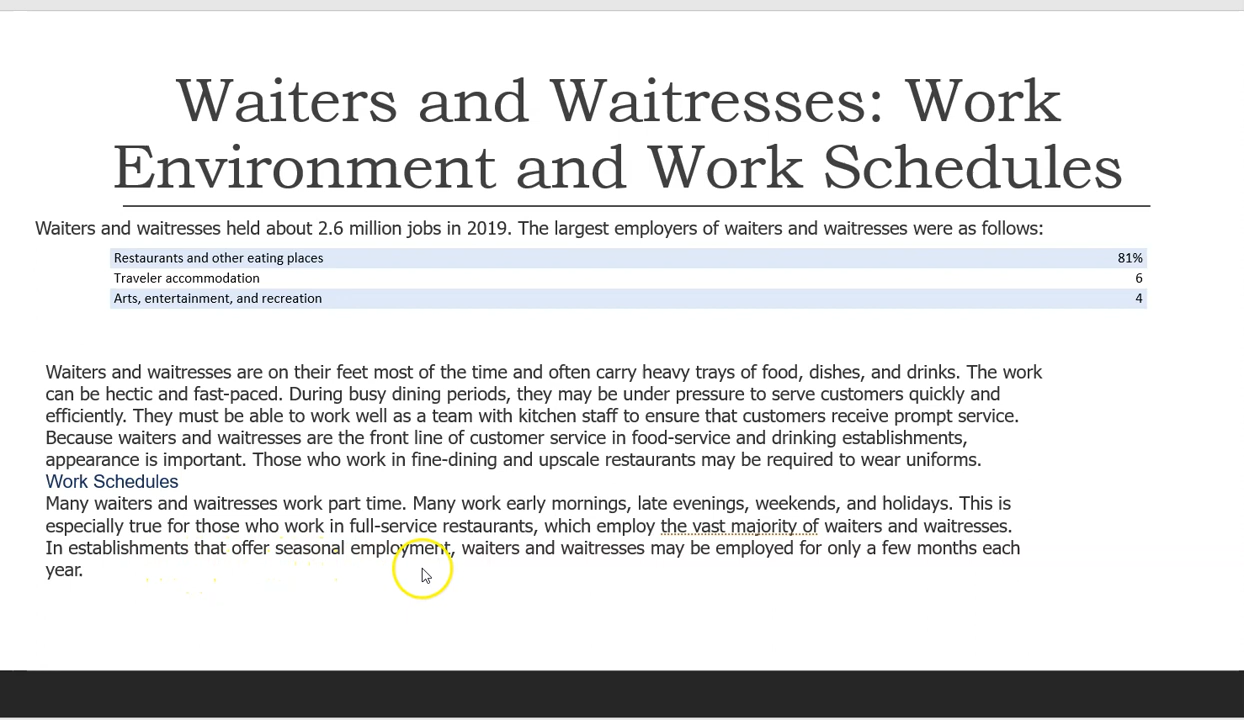 Waiters and Waitresses: Work
Environment and Work Schedules
Waiters and waitresses held about 2.6 million jobs in 2019. The largest employers of waiters and waitresses were as follows:
Restaurants and other eating places 81%
Traveler accommodation 6
Arts, entertainment, and recreation 4
Waiters and waitresses are on their feet most of the time and often carry heavy trays of food, dishes, and drinks. The work
can be hectic and fast-paced. During busy dining periods, they may be under pressure to serve customers quickly and
efficiently. They must be able to work well as a team with kitchen staff to ensure that customers receive prompt service.
Because waiters and waitresses are the front line of customer service in food-service and drinking establishments,
appearance is important. Those who work in fine-dining and upscale restaurants may be required to wear uniforms.
Work Schedules
Many waiters and waitresses work part time. Many work early mornings, late evenings, weekends, and holidays. This is
especially true for those who work in full-service restaurants, which employ the vast majority of waiters and waitresses.
In establishments that offer seasonal employment, waiters and waitresses may be employed for only a few months each
year.